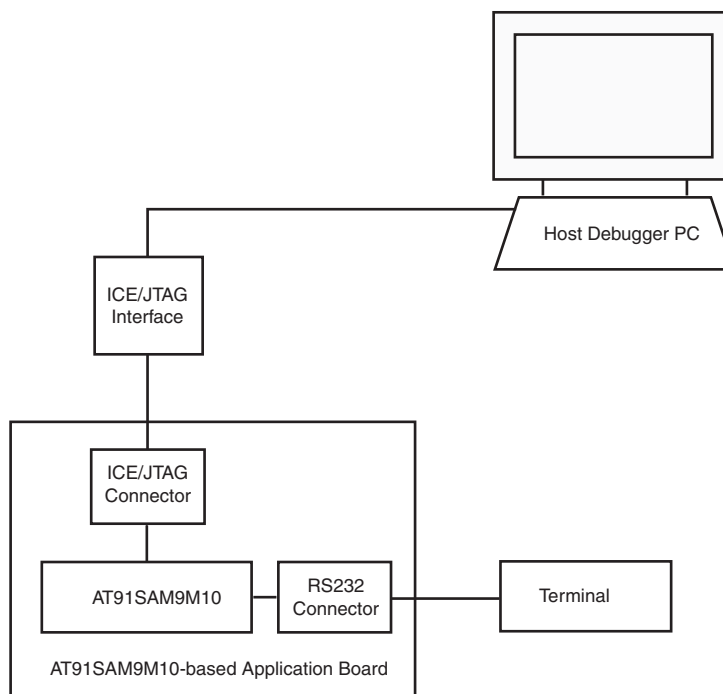 Host Debugger PC
ICE/JTAG
Interface
ICE/JTAG
Connector
AT91SAM9M10
RS232
Connector
Terminal
AT91SAM9M10-based Application Board